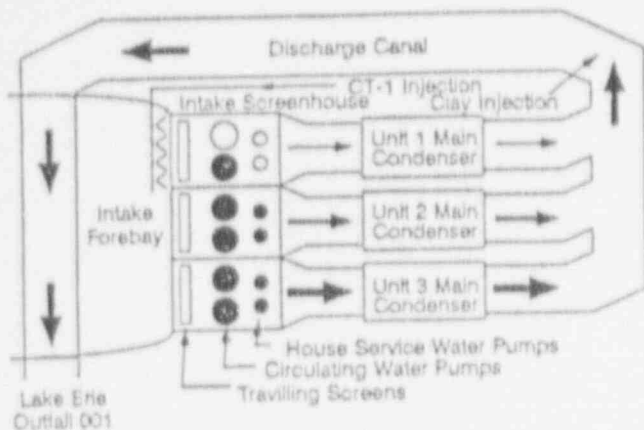 Discharge Canal
CT-1 Injection
Intake Screenhouse
Clay Injection
Unit 1 Main
Condenser
Intake
Forebay
Unit 2 Main
Condenser
Unit 3 Main
Condenser
House Service Water Pumps
Circulating Water Pumps
Travilling Screens
Lake Erie
Outfall 001